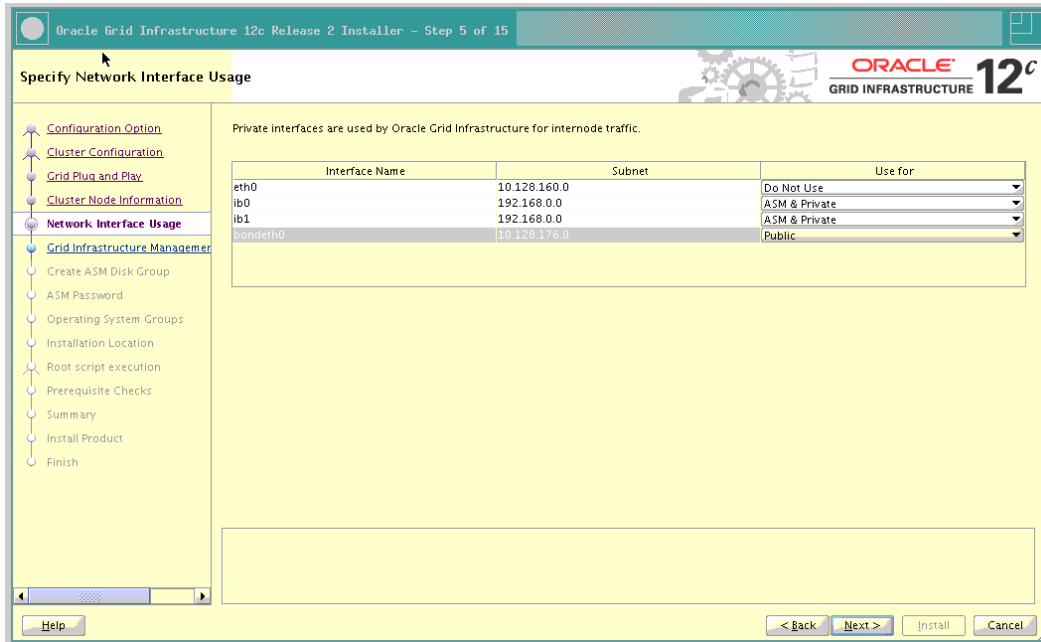 Oracle Grid Infrastructure 12c Release 2 Installer - Step 5 of 15
Specify Network Interface Usage
ORACLE
GRID INFRASTRUCTURE 12c
Configuration Option
Cluster Configuration
Grid Plug and Play
Cluster Node Information
Network Interface Usage
Grid Infrastructure Managemer
Create ASM Disk Group
ASM Password
Operating System Groups
Installation Location
Root script execution
Prerequisite Checks
Summary
Install Product
Finish
Private interfaces are used by Oracle Grid Infrastructure for internode traffic.
Interface Name Subnet Use for
eth0 10.128.160.0 Do Not Use
ib0 192.168.0.0 ASM & Private
ib1 192.168.0.0 ASM & Private
bondeth0 10.128.176.0 Public
Help < Back Next > Install Cancel